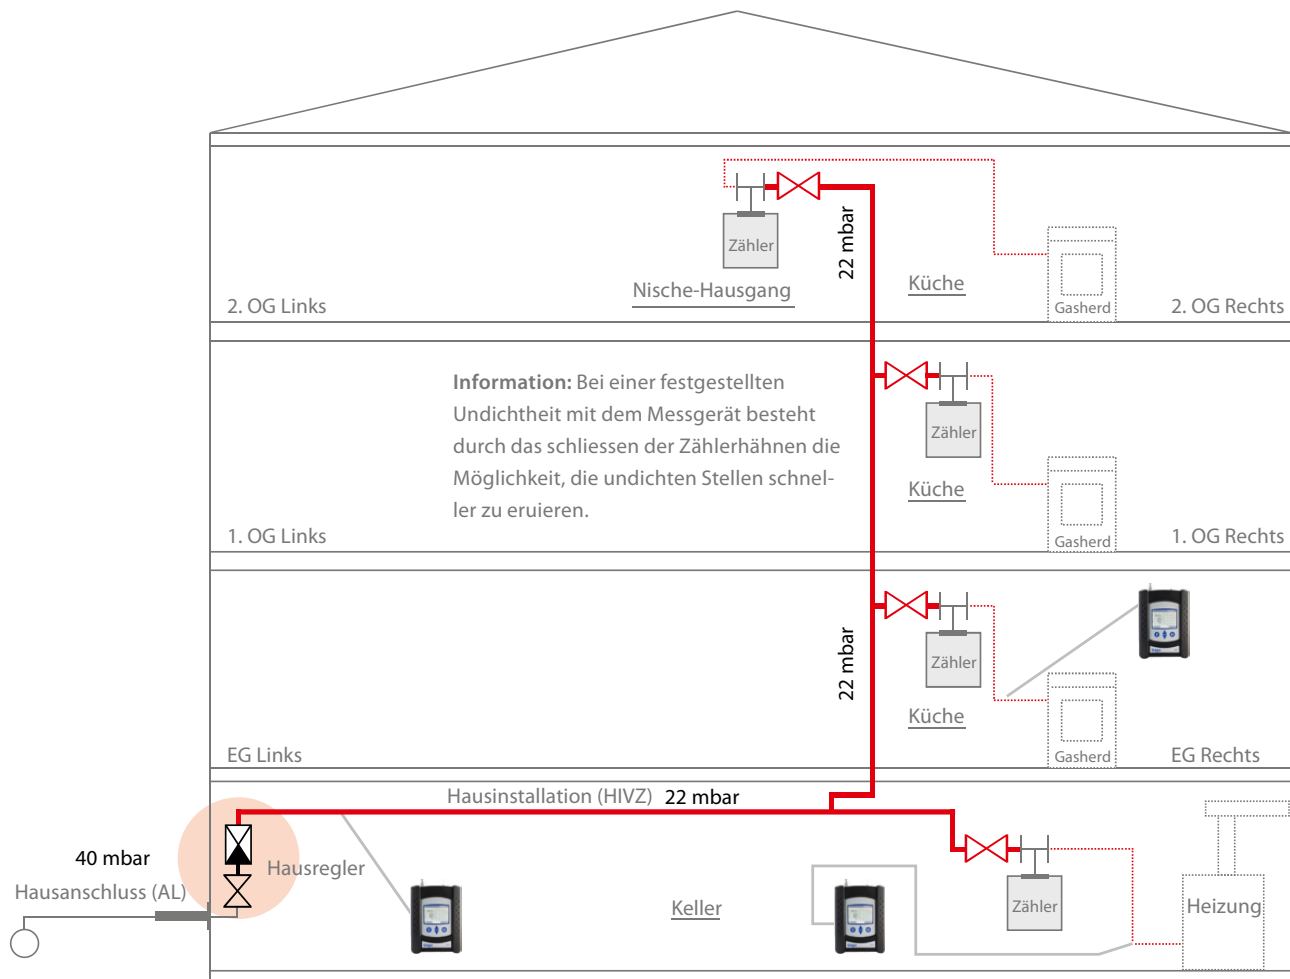 Zähler
22 mbar
Nische-Hausgang
Küche
Gasherd
2. OG Links
2. OG Rechts
Information: Bei einer festgestellten
Undichtheit mit dem Messgerät besteht
durch das schliessen der Zählerhähnen die
Möglichkeit, die undichten Stellen schnel-
ler zu eruieren.
Zähler
Küche
Gasherd
1. OG Links
1. OG Rechts
22 mbar
Zähler
Küche
Gasherd
EG Links
EG Rechts
Hausinstallation (HIVZ) 22 mbar
40 mbar
Hausanschluss (AL)
Hausregler
Keller
Zähler
Heizung